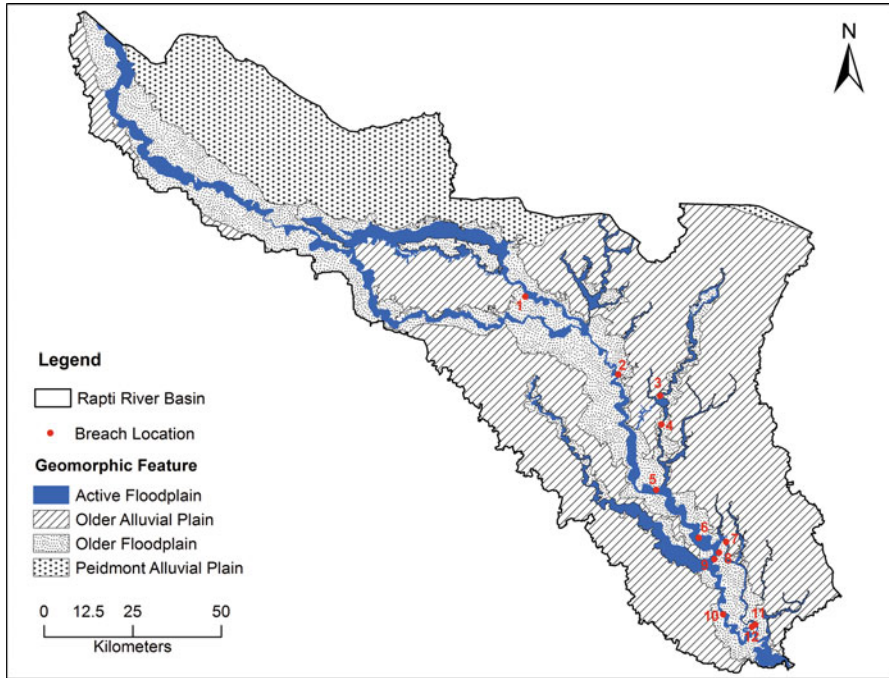 N
1
2
3
4
5
6
7
8
9
10
11
12
Legend
Rapti River Basin
Breach Location
Geomorphic Feature
Active Floodplain
Older Alluvial Plain
Older Floodplain
Peidmont Alluvial Plain
0 12.5 25 50
Kilometers